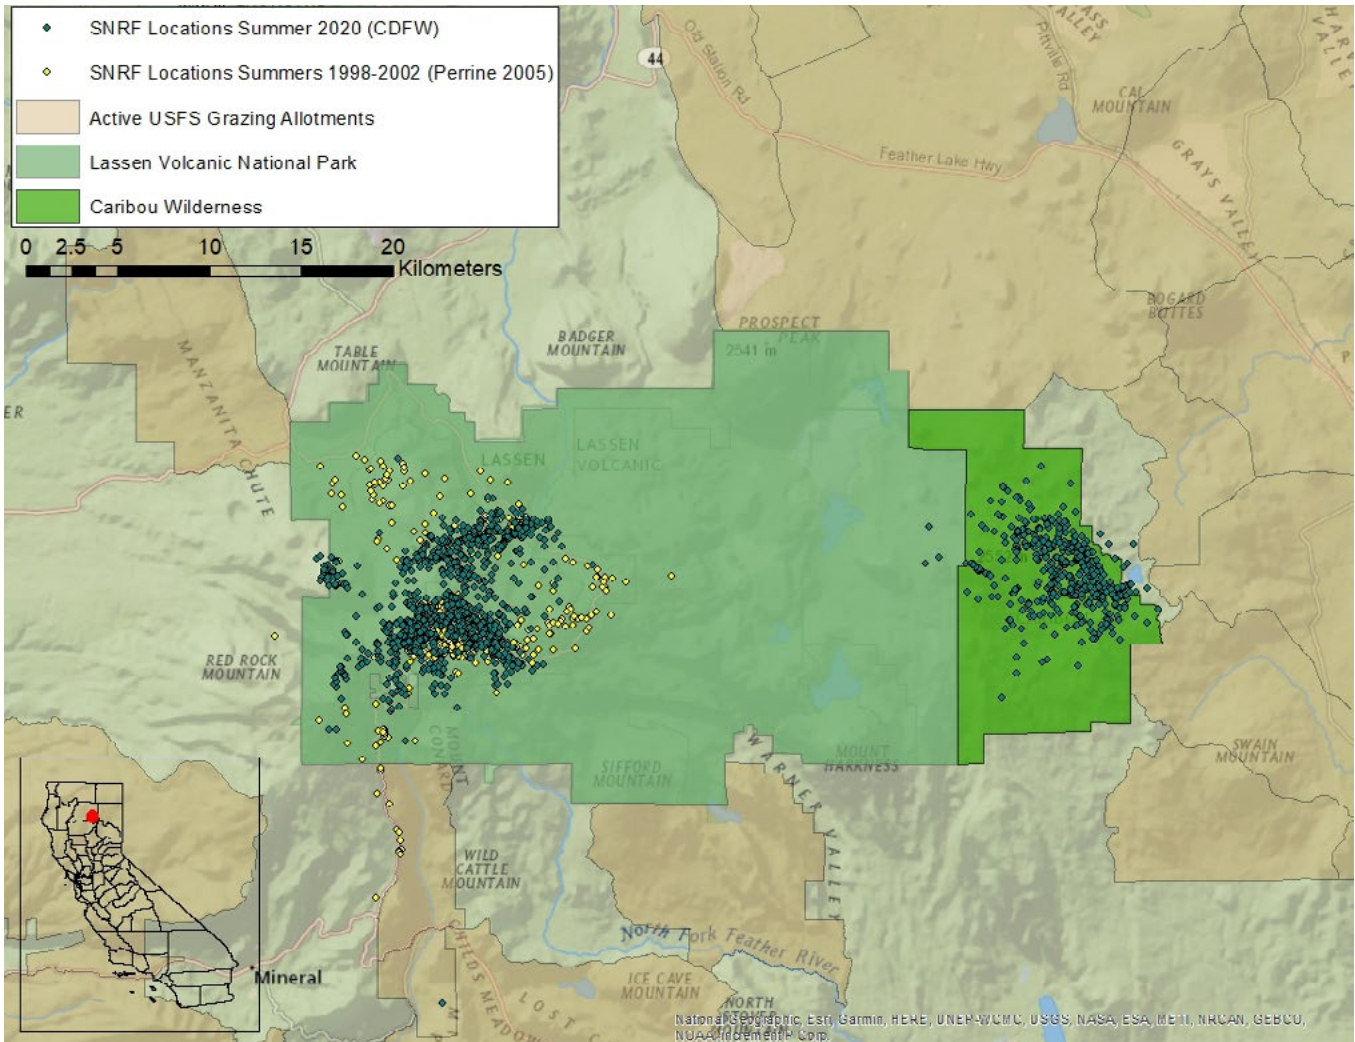 SNRF Locations Summer 2020 (CDFW)
SNRF Locations Summers 1998-2002 (Perrine 2005)
Active USFS Grazing Allotments
Lassen Volcanic National Park
Caribou Wilderness
0 2.5 5 10 15 20
Kilometers
44
Old Station Rd
Pittville Rd
VALLEY
CAL
MOUNTAIN
Feather Lake Hwy
GRAYS VALLEY
BOGARD
BUTTES
PROSPECT
PEAK
2541 m
BADGER
MOUNTAIN
TABLE
MOUNTAIN
MANZANITA
CHUTE
ER
LASSEN
LASSEN
VOLCANIC
RED ROCK
MOUNTAIN
MOUNT
CONARD
SIFFORD
MOUNTAIN
WARNER
VALLEY
MOUNT
HARKNESS
SWAIN
MOUNTAIN
WILD
CATTLE
MOUNTAIN
North Fork Feather River
Mineral
CHILDS MEADOW
LOST
ICE CAVE
MOUNTAIN
NORTH
National Geographic, Esri, Garmin, HERE, UNEP-WCMC, USGS, NASA, ESA, METI, NRCAN, GEBCO,
NOAA, increment P Corp.